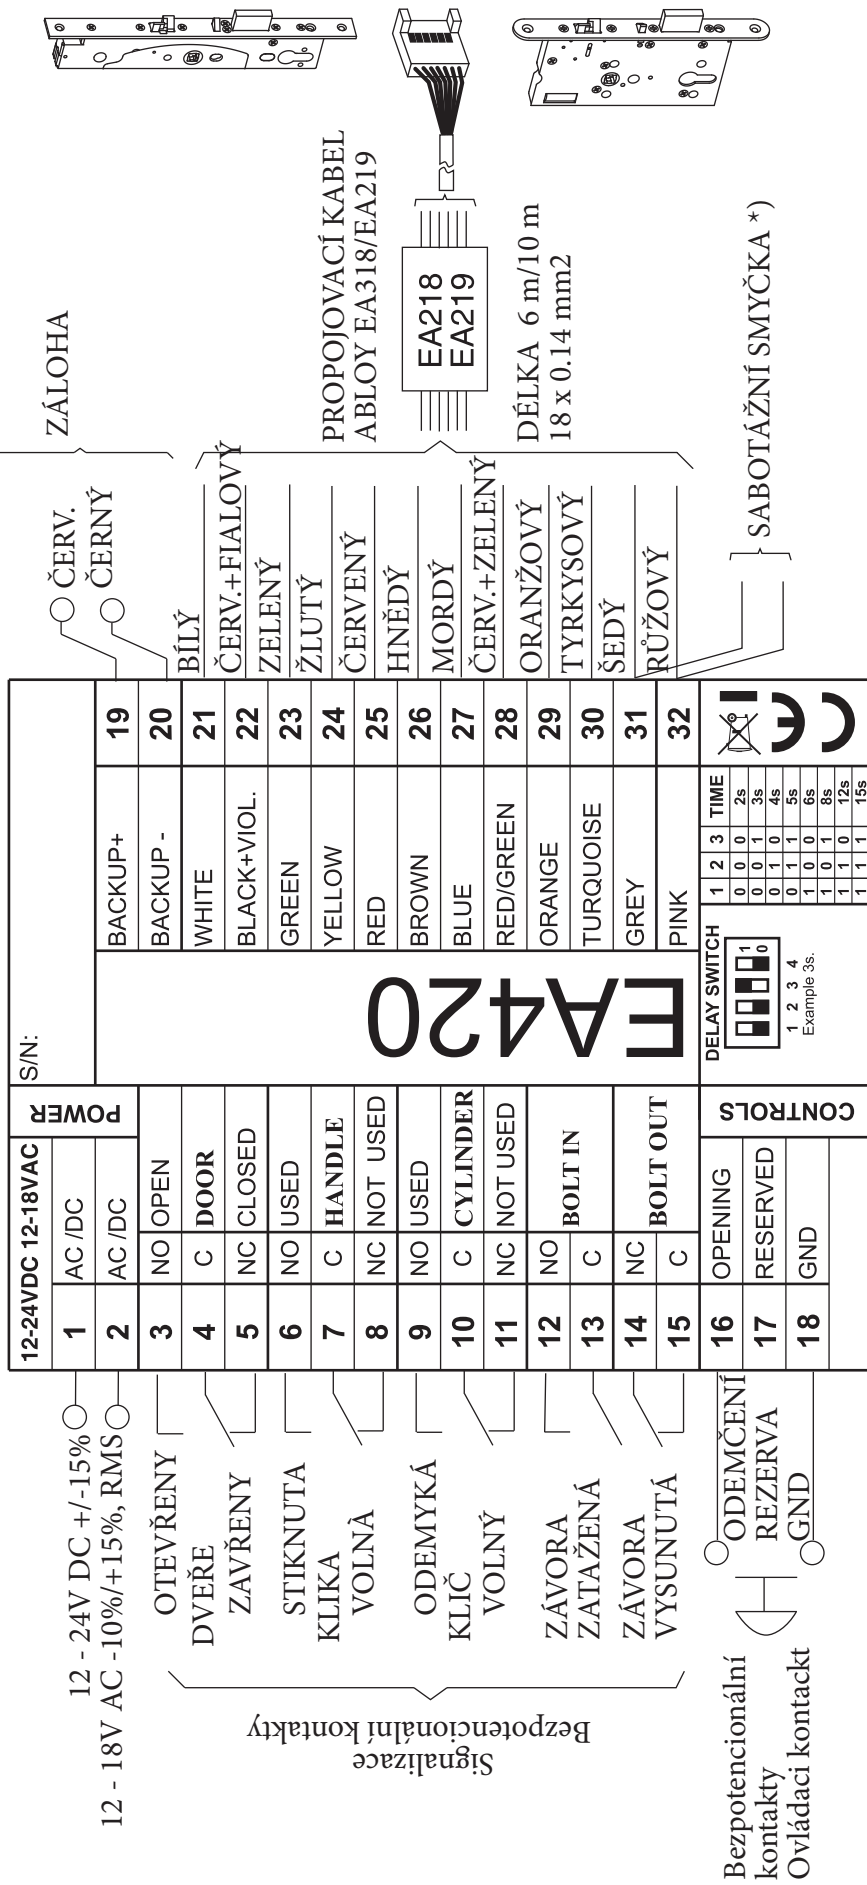 12 - 24V DC +/-15%
12 - 18V AC -10%/+15%, RMS
OTEVŘENY
DVEŘE
ZAVŘENY
STIKNUTA
KLIKA
VOLNÁ
ODEMYKÁ
KLIČ
VOLNÝ
ZÁVORA
ZATAŽENÁ
ZÁVORA
VYSUNUTÁ
ODEMČENÍ
REZERVA
GND
Signalizace
Bezpotencionální kontakty
Bezpotencionální
kontakty
Ovládaci kontackt
12-24VDC 12-18VAC
POWER
S/N:
1 AC /DC
2 AC /DC
3 NO OPEN
4 C DOOR
5 NC CLOSED
6 NO USED
7 C HANDLE
8 NC NOT USED
9 NO USED
10 C CYLINDER
11 NC NOT USED
12 NO
BOLT IN
13 C
14 NC
BOLT OUT
15 C
16 OPENING
17 RESERVED
18 GND
CONTROLS
EA420
BACKUP+ 19
BACKUP - 20
WHITE 21
BLACK+VIOL. 22
GREEN 23
YELLOW 24
RED 25
BROWN 26
BLUE 27
RED/GREEN 28
ORANGE 29
TURQUOISE 30
GREY 31
PINK 32
DELAY SWITCH
1
0
1 2 3 4
Example 3s.
1 2 3 TIME
0 0 0 2s
0 0 1 3s
0 1 0 4s
0 1 1 5s
1 0 0 6s
1 0 1 8s
1 1 0 12s
1 1 1 15s
CE
ČERV.
ČERNÝ
ZÁLOHA
BÍLÝ
ČERV.+FIALOVÝ
ZELENÝ
ŽLUTÝ
ČERVENÝ
HNĚDÝ
MORDÝ
ČERV.+ZELENÝ
ORANŽOVÝ
TYRKYSOVÝ
ŠEDÝ
RŮŽOVÝ
PROPOJOVACÍ KABEL
ABLOY EA318/EA219
EA218
EA219
DÉLKA 6 m/10 m
18 x 0.14 mm2
SABOTÁŽNÍ SMYČKA *)